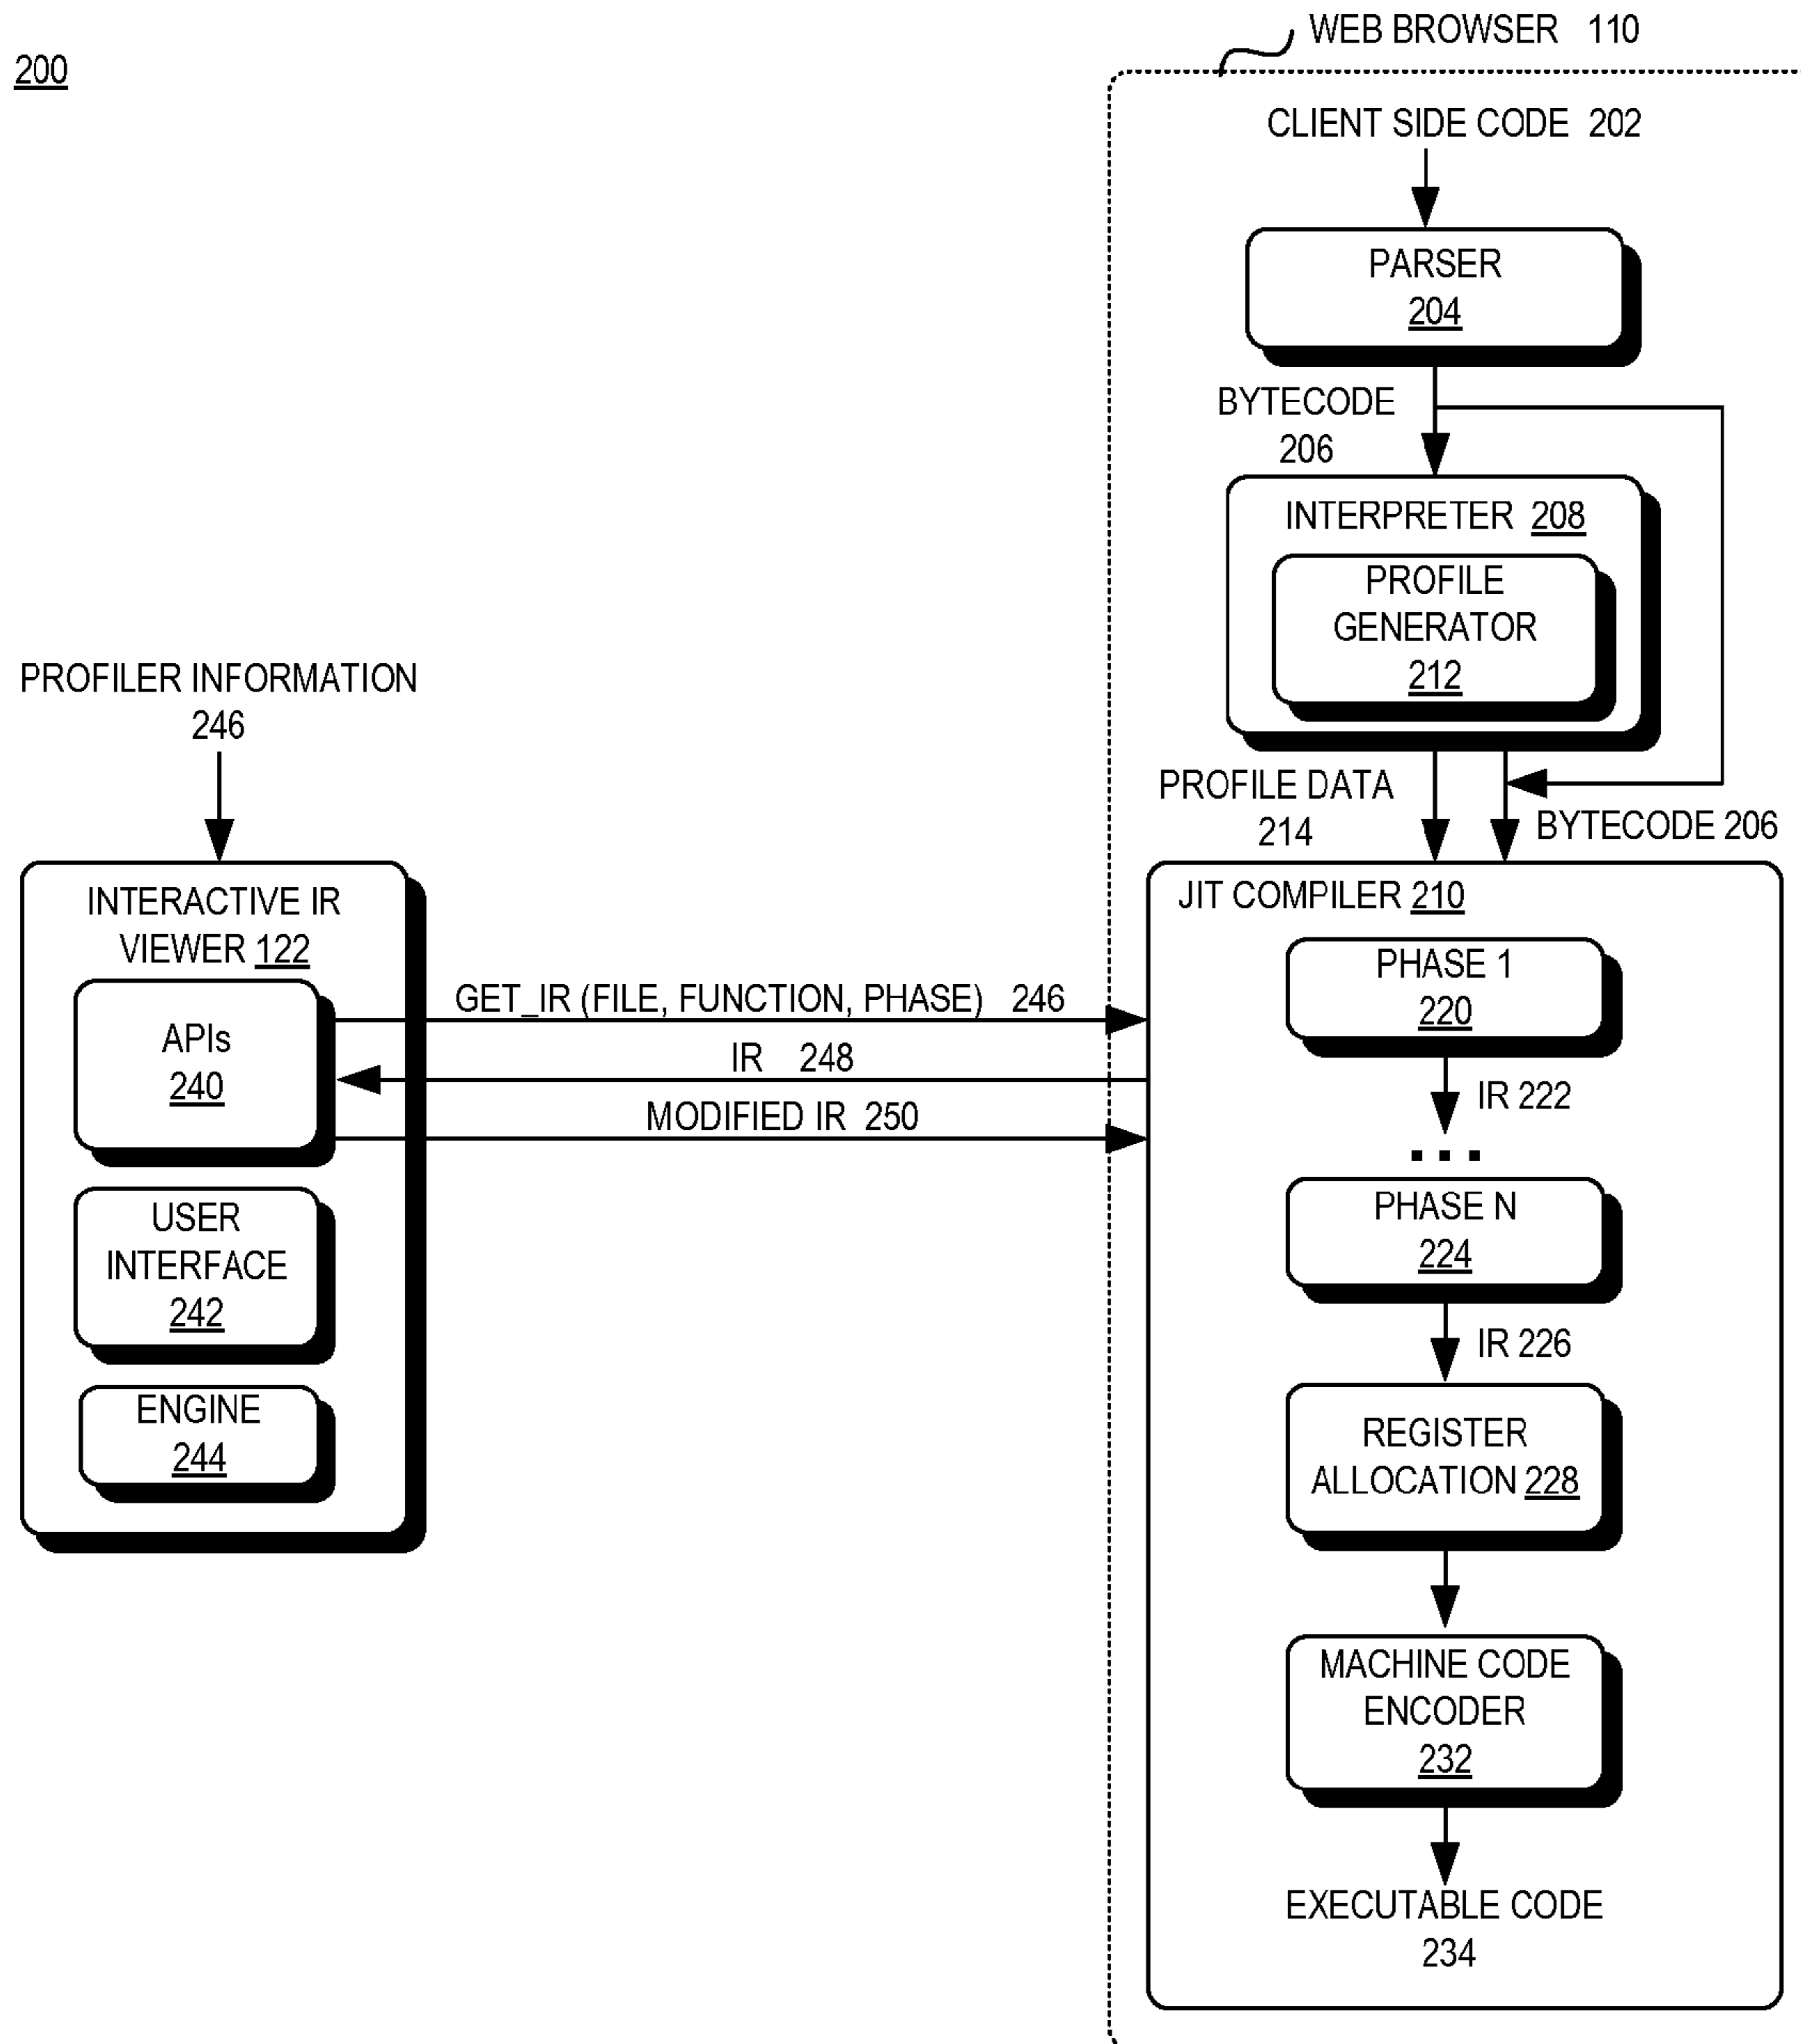 200
WEB BROWSER 110
CLIENT SIDE CODE 202
PARSER
204
BYTECODE
206
INTERPRETER 208
PROFILE
GENERATOR
212
PROFILE DATA
214
BYTECODE 206
PROFILER INFORMATION
246
INTERACTIVE IR
VIEWER 122
APIs
240
USER
INTERFACE
242
ENGINE
244
GET_IR (FILE, FUNCTION, PHASE) 246
IR 248
MODIFIED IR 250
JIT COMPILER 210
PHASE 1
220
IR 222
...
PHASE N
224
IR 226
REGISTER
ALLOCATION 228
MACHINE CODE
ENCODER
232
EXECUTABLE CODE
234